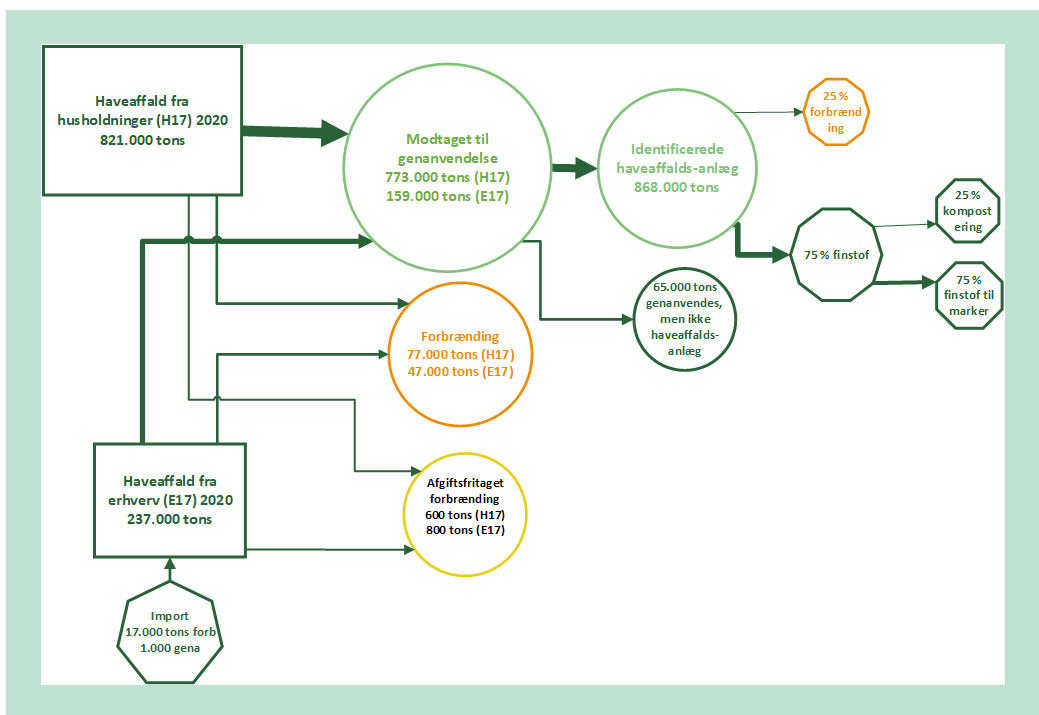 Haveaffald fra
husholdninger (H17) 2020
821.000 tons
Modtaget til
genanvendelse
773.000 tons (H17)
159.000 tons (E17)
Identificerede
haveaffalds-anlæg
868.000 tons
25 %
forbrænd
ing
25 %
kompost
ering
75 % finstof
75 %
finstof til
marker
65.000 tons
genanvendes,
men ikke
haveaffalds-
anlæg
Forbrænding
77.000 tons (H17)
47.000 tons (E17)
Haveaffald fra
erhverv (E17) 2020
237.000 tons
Afgiftsfritaget
forbrænding
600 tons (H17)
800 tons (E17)
Import
17.000 tons forb
1.000 gena